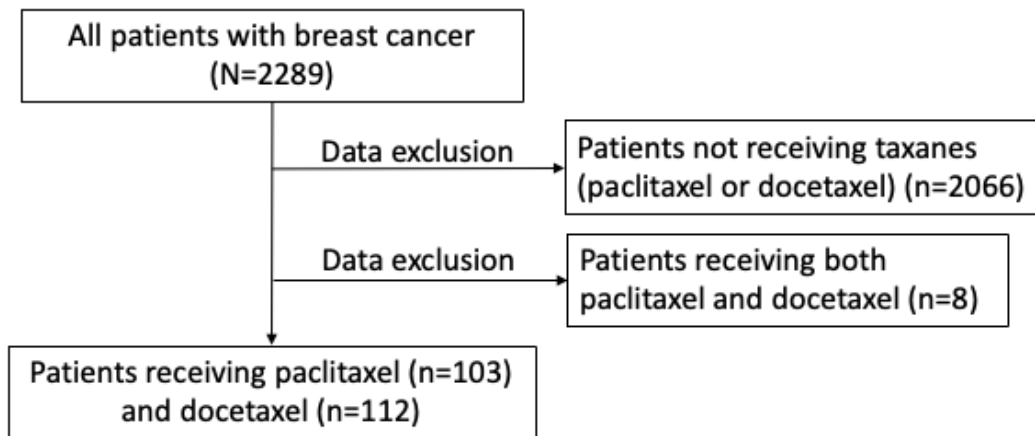 All patients with breast cancer
(N=2289)
Data exclusion
Patients not receiving taxanes
(paclitaxel or docetaxel) (n=2066)
Data exclusion
Patients receiving both
paclitaxel and docetaxel (n=8)
Patients receiving paclitaxel (n=103)
and docetaxel (n=112)